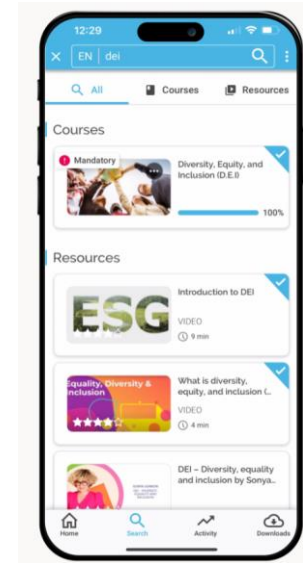 12:29
EN dei
All
Courses
Resources
Courses
Mandatory
Diversity, Equity, and
Inclusion (D.E.I)
100%
Resources
ESG
Introduction to DEI
VIDEO
9 min
Equality, Diversity &
Inclusion
What is diversity,
equity, and inclusion (...
VIDEO
4 min
DEI – Diversity, equality
and inclusion by Sonya...
Home
Search
Activity
Downloads